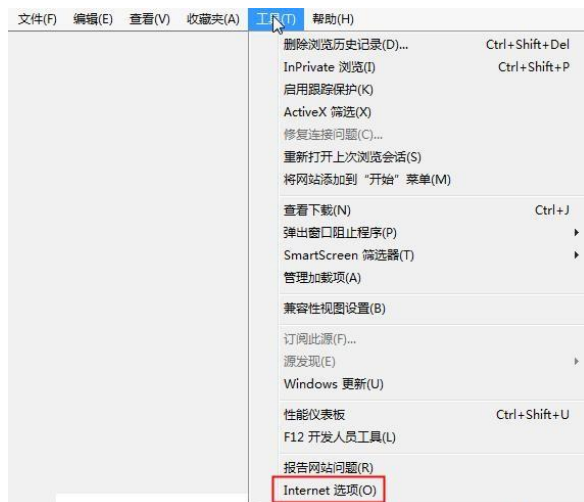 文件(F) 编辑(E) 查看(V) 收藏夹(A) 工具(T) 帮助(H)
删除浏览历史记录(D)... Ctrl+Shift+Del
InPrivate 浏览(I) Ctrl+Shift+P
启用跟踪保护(K)
ActiveX 筛选(X)
修复连接问题(C)...
重新打开上次浏览会话(S)
将网站添加到“开始”菜单(M)
查看下载(N) Ctrl+J
弹出窗口阻止程序(P)
SmartScreen 筛选器(T)
管理加载项(A)
兼容性视图设置(B)
订阅此源(F)...
源发现(E)
Windows 更新(U)
性能仪表板 Ctrl+Shift+U
F12 开发人员工具(L)
报告网站问题(R)
Internet 选项(O)